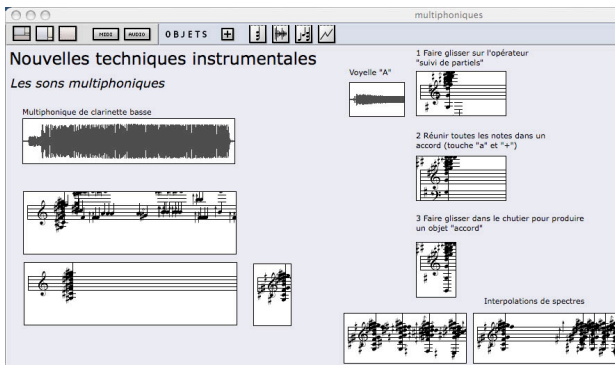 multiphoniques
MIDI AUDIO OBJETS
Nouvelles techniques instrumentales
Les sons multiphoniques
Multiphonique de clarinette basse
Voyelle "A"
1 Faire glisser sur l'opérateur
"suivi de partiels"
2 Réunir toutes les notes dans un
accord (touche "a" et "+")
3 Faire glisser dans le chutier pour produire
un objet "accord"
Interpolations de spectres